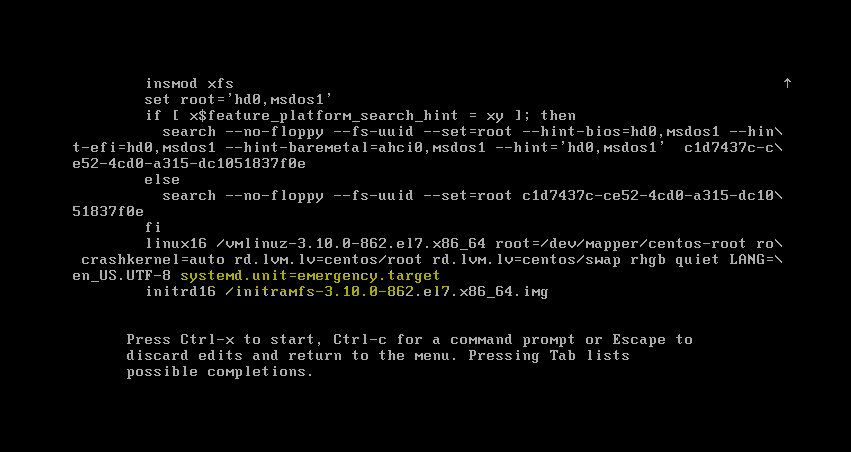 insmod xfs ↑
set root='hd0,msdos1'
if [ x$feature_platform_search_hint = xy ]; then
search --no-floppy --fs-uuid --set=root --hint-bios=hd0,msdos1 --hin\
t-efi=hd0,msdos1 --hint-baremetal=ahci0,msdos1 --hint='hd0,msdos1'  c1d7437c-c\
e52-4cd0-a315-dc1051837f0e
else
search --no-floppy --fs-uuid --set=root c1d7437c-ce52-4cd0-a315-dc10\
51837f0e
fi
linux16 /vmlinuz-3.10.0-862.el7.x86_64 root=/dev/mapper/centos-root ro\
crashkernel=auto rd.lvm.lv=centos/root rd.lvm.lv=centos/swap rhgb quiet LANG=\
en_US.UTF-8 systemd.unit=emergency.target
initrd16 /initramfs-3.10.0-862.el7.x86_64.img
Press Ctrl-x to start, Ctrl-c for a command prompt or Escape to
discard edits and return to the menu. Pressing Tab lists
possible completions.